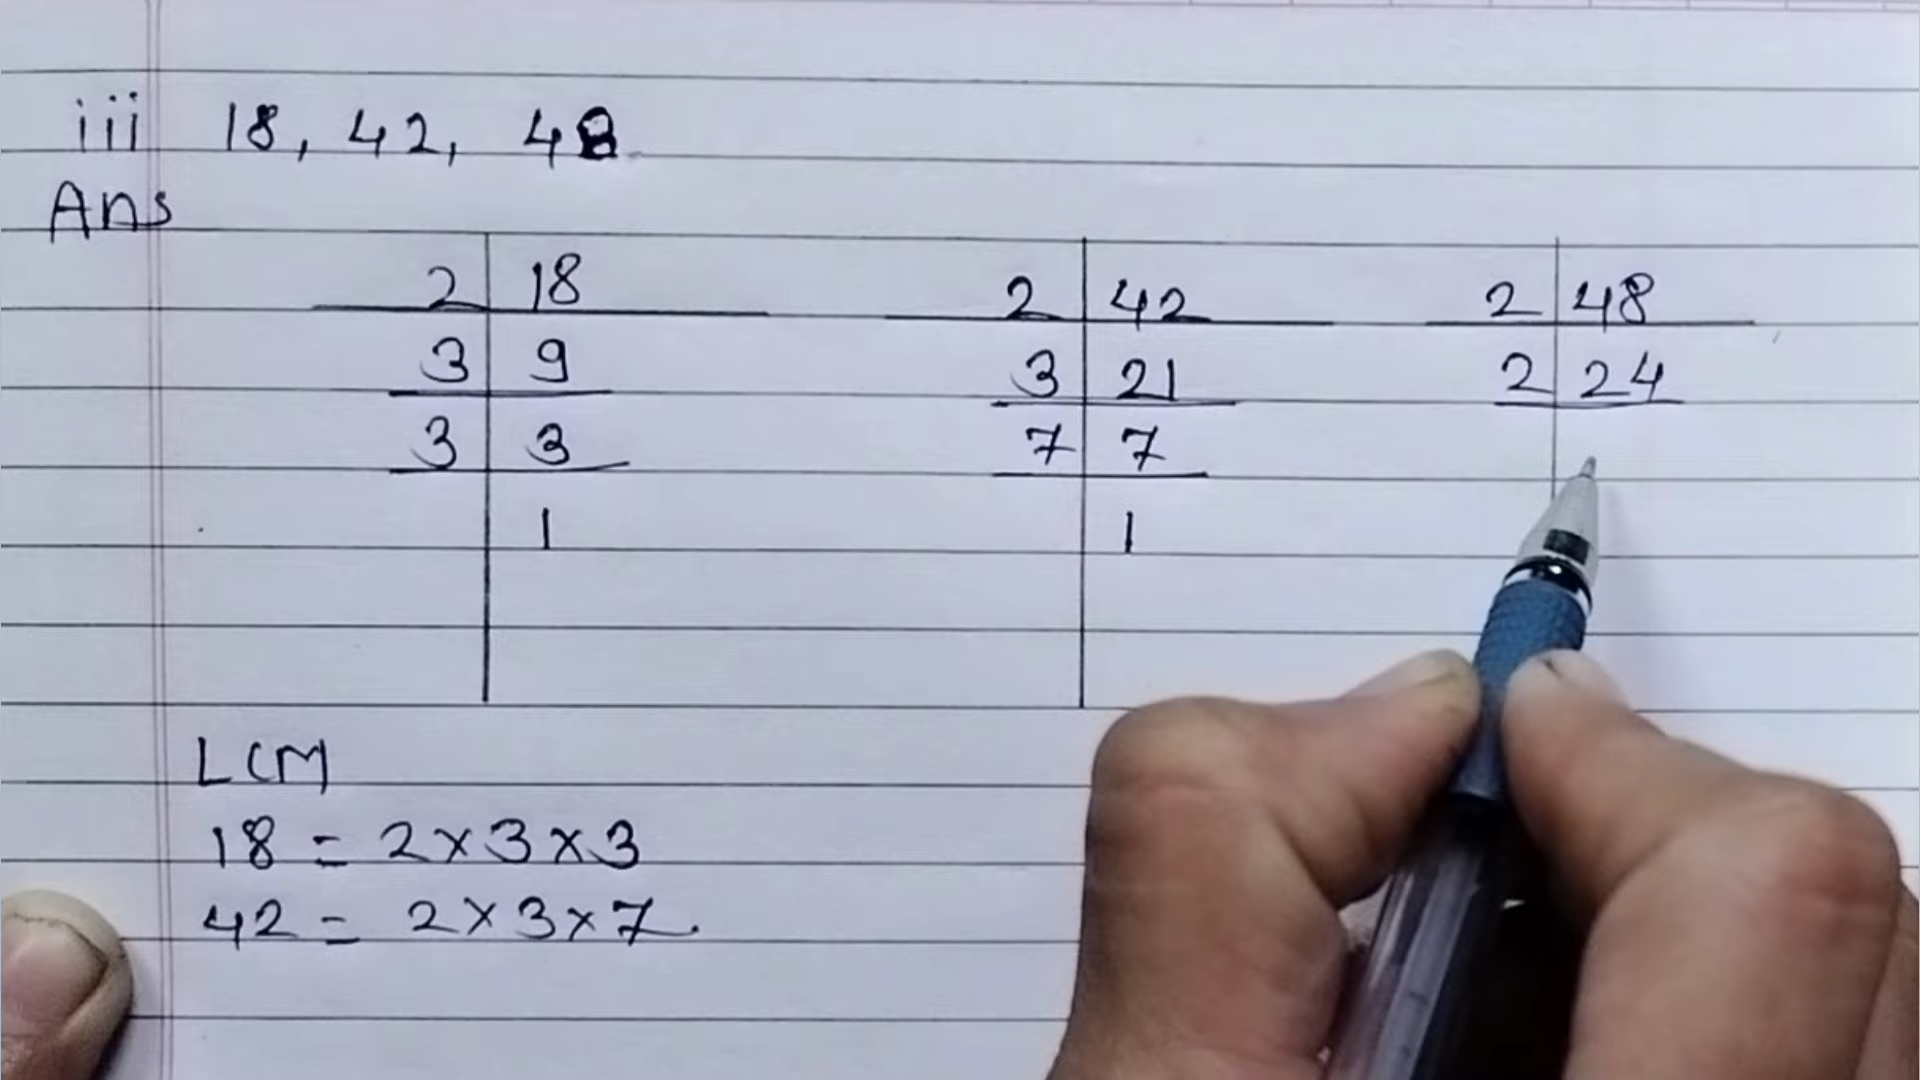 iii 18, 42, 48
Ans
2 18 2 42 2 48
3 9 3 21 2 24
3 3 7 7
1 1
LCM
18 = 2×3×3
42 = 2×3×7.